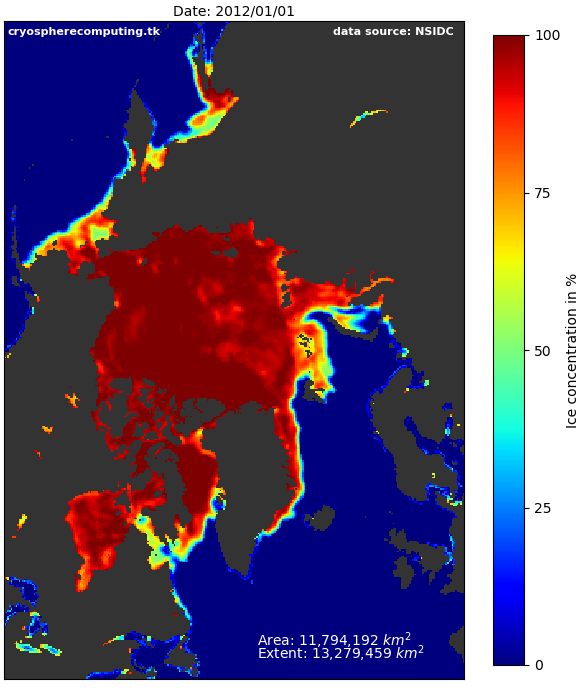 Date: 2012/01/01
cryospherecomputing.tk
data source: NSIDC
100
75
50
25
0
Ice concentration in %
Area: 11,794,192 km²
Extent: 13,279,459 km²